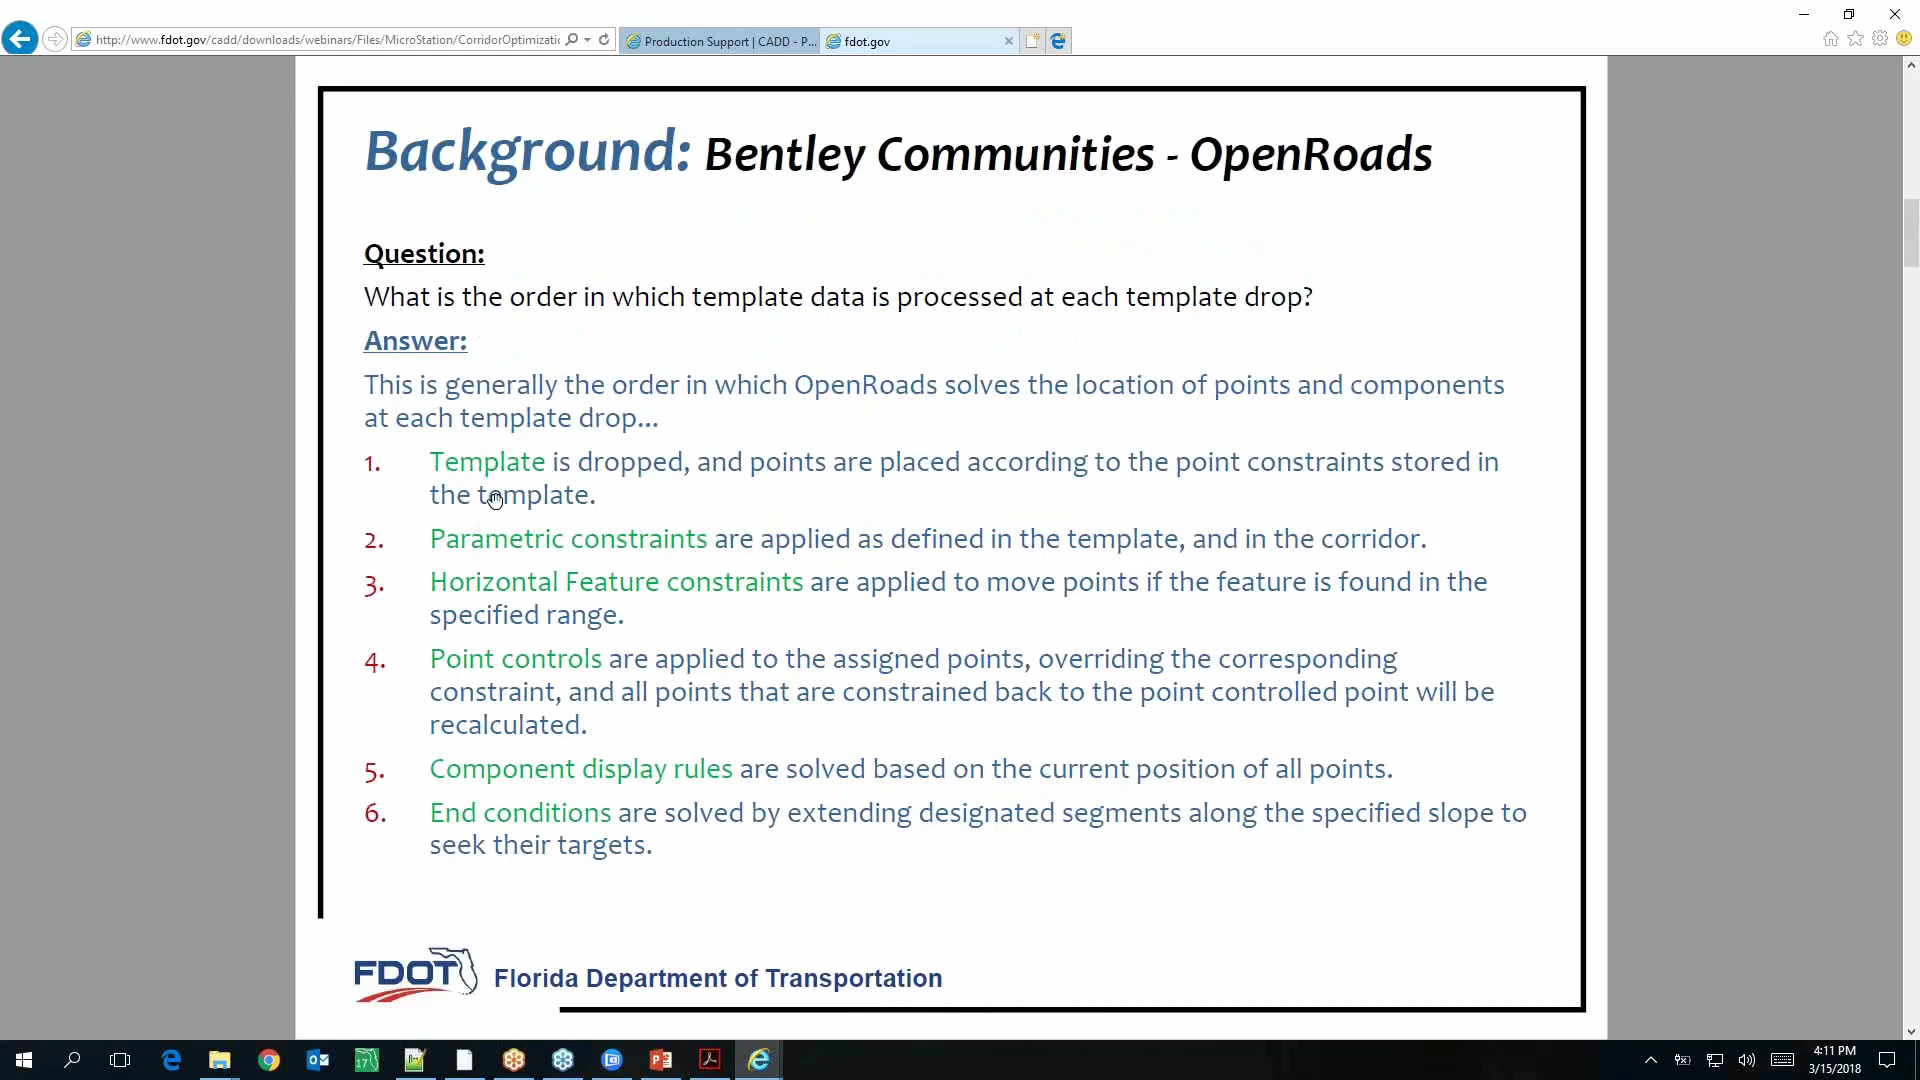 http://www.fdot.gov/cadd/downloads/webinars/Files/MicroStation/CorridorOptimizatic
Production Support | CADD - P...
fdot.gov
Background: Bentley Communities - OpenRoads
Question:
What is the order in which template data is processed at each template drop?
Answer:
This is generally the order in which OpenRoads solves the location of points and components
at each template drop...
1. Template is dropped, and points are placed according to the point constraints stored in
the template.
2. Parametric constraints are applied as defined in the template, and in the corridor.
3. Horizontal Feature constraints are applied to move points if the feature is found in the
specified range.
4. Point controls are applied to the assigned points, overriding the corresponding
constraint, and all points that are constrained back to the point controlled point will be
recalculated.
5. Component display rules are solved based on the current position of all points.
6. End conditions are solved by extending designated segments along the specified slope to
seek their targets.
FDOT
Florida Department of Transportation
17
4:11 PM
3/15/2018